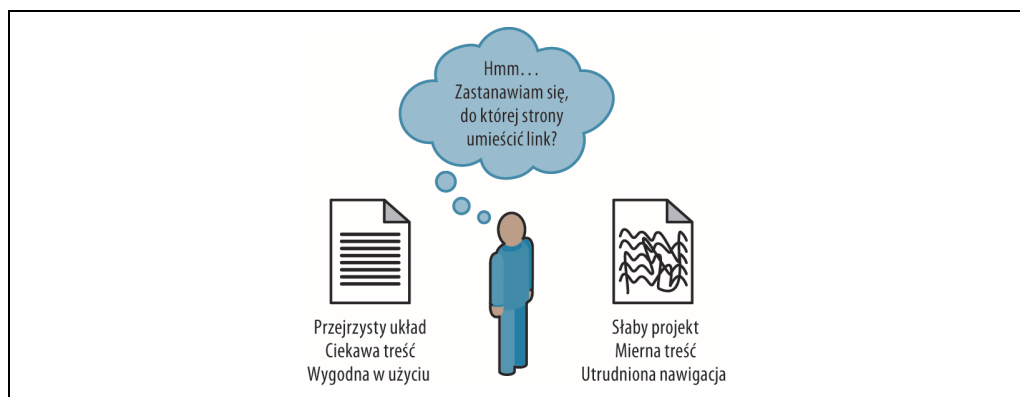 Hmm...
Zastanawiam się,
do której strony
umieścić link?
Przejrzysty układ
Ciekawa treść
Wygodna w użyciu
Słaby projekt
Mierna treść
Utrudniona nawigacja